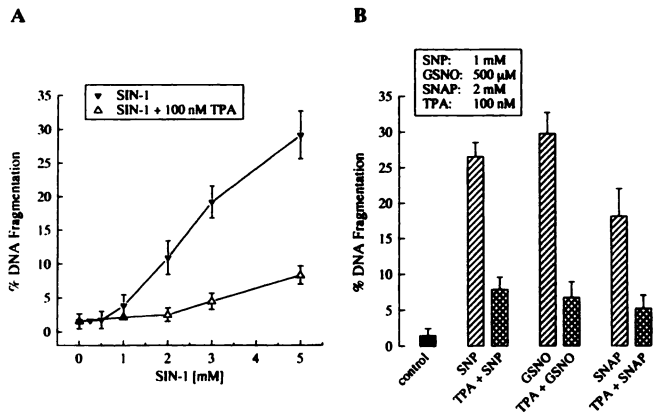 A
SIN-1
SIN-1 + 100 nM TPA
% DNA Fragmentation
35
30
25
20
15
10
5
0
0 1 2 3 4 5
SIN-1 [mM]
B
SNP: 1 mM
GSNO: 500 µM
SNAP: 2 mM
TPA: 100 nM
% DNA Fragmentation
35
30
25
20
15
10
5
0
control
SNP
TPA + SNP
GSNO
TPA + GSNO
SNAP
TPA + SNAP